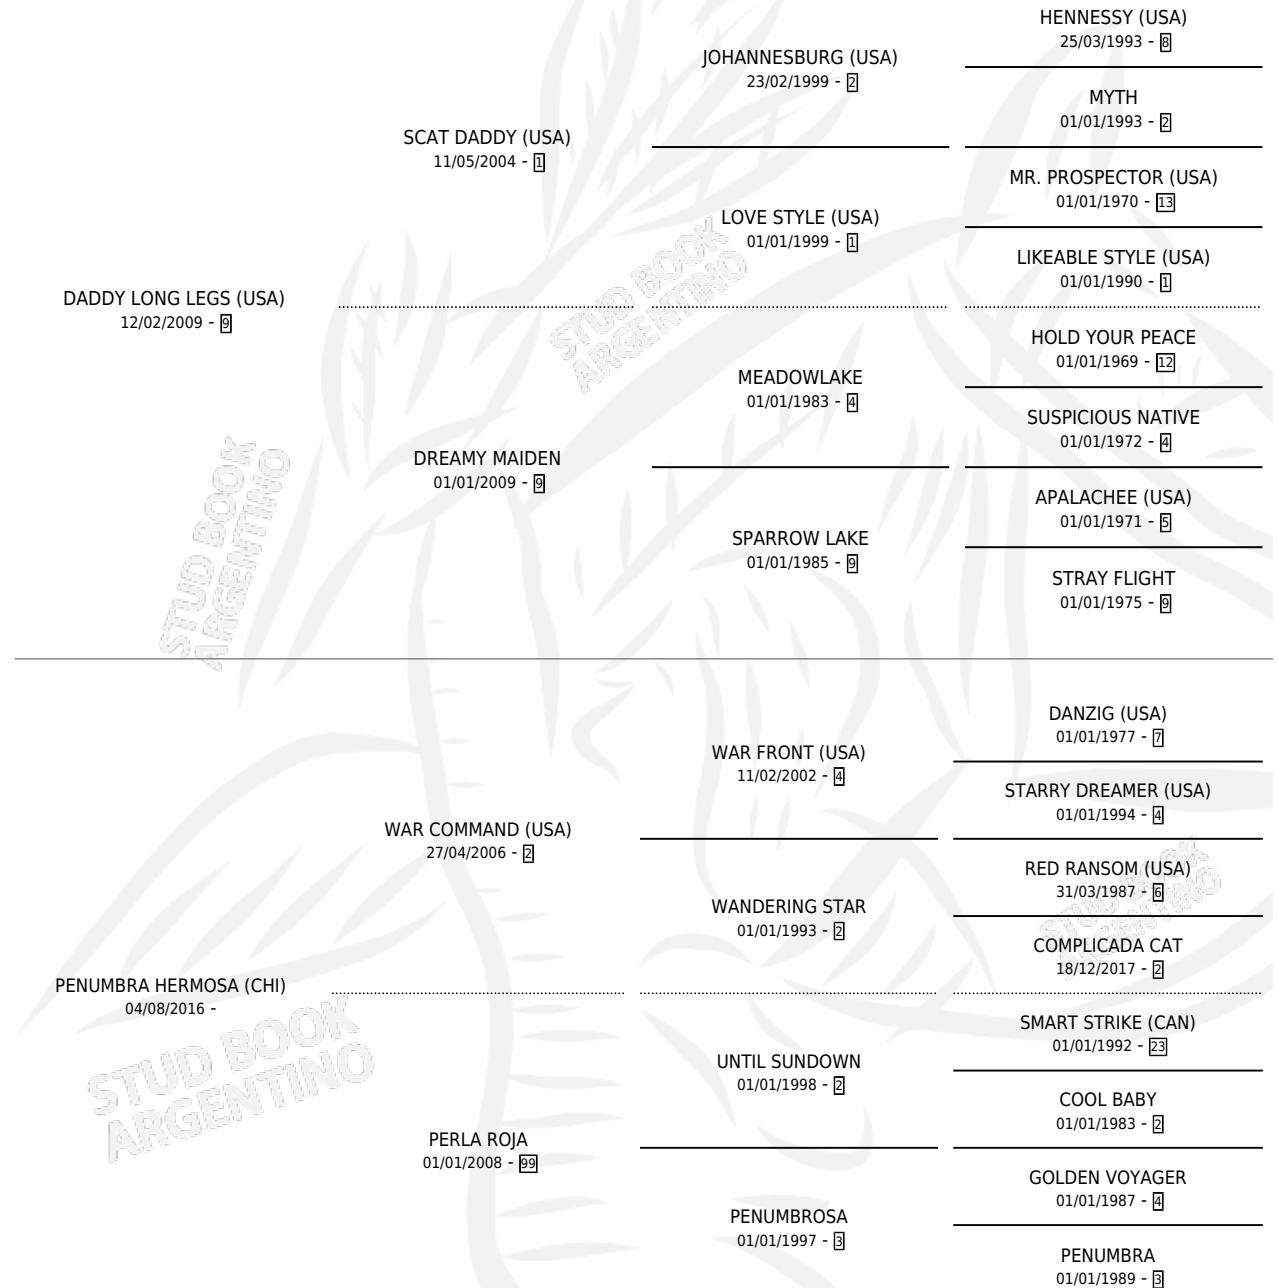 HENNESSY (USA)
25/03/1993 - 8
JOHANNESBURG (USA)
23/02/1999 - 2
MYTH
01/01/1993 - 2
SCAT DADDY (USA)
11/05/2004 - 1
MR. PROSPECTOR (USA)
01/01/1970 - 13
LOVE STYLE (USA)
01/01/1999 - 1
LIKEABLE STYLE (USA)
01/01/1990 - 1
DADDY LONG LEGS (USA)
12/02/2009 - 9
STUD BOOK
ARGENTINO
HOLD YOUR PEACE
01/01/1969 - 12
MEADOWLAKE
01/01/1983 - 4
SUSPICIOUS NATIVE
01/01/1972 - 4
DREAMY MAIDEN
01/01/2009 - 9
APALACHEE (USA)
01/01/1971 - 5
SPARROW LAKE
01/01/1985 - 9
STRAY FLIGHT
01/01/1975 - 9
STUD BOOK
ARGENTINO
DANZIG (USA)
01/01/1977 - 7
WAR FRONT (USA)
11/02/2002 - 4
STARRY DREAMER (USA)
01/01/1994 - 4
WAR COMMAND (USA)
27/04/2006 - 2
RED RANSOM (USA)
31/03/1987 - 6
WANDERING STAR
01/01/1993 - 2
COMPLICADA CAT
18/12/2017 - 2
STUD BOOK
ARGENTINO
PENUMBRA HERMOSA (CHI)
04/08/2016 -
SMART STRIKE (CAN)
01/01/1992 - 23
UNTIL SUNDOWN
01/01/1998 - 2
COOL BABY
01/01/1983 - 2
STUD BOOK
ARGENTINO
PERLA ROJA
01/01/2008 - 99
GOLDEN VOYAGER
01/01/1987 - 4
PENUMBROSA
01/01/1997 - 3
PENUMBRA
01/01/1989 - 3